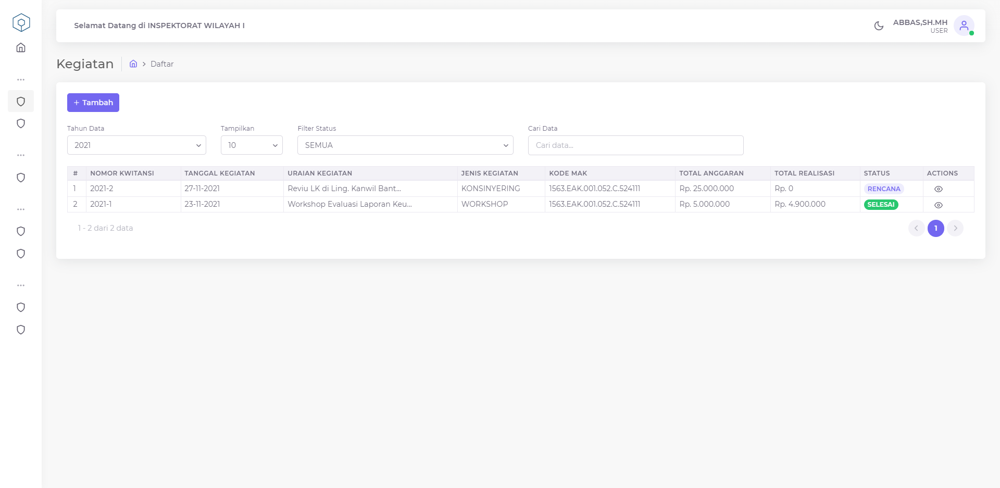 Selamat Datang di INSPEKTORAT WILAYAH I
ABBAS,SH.MH
USER
Kegiatan
Daftar
+ Tambah
Tahun Data
Tampilkan
Filter Status
Cari Data
2021
10
SEMUA
Cari data...
# NOMOR KWITANSI TANGGAL KEGIATAN URAIAN KEGIATAN JENIS KEGIATAN KODE MAK TOTAL ANGGARAN TOTAL REALISASI STATUS ACTIONS
1 2021-2 27-11-2021 Reviu LK di Ling. Kanwil Bant... KONSINYERING 1563.EAK.001.052.C.524111 Rp. 25.000.000 Rp. 0 RENCANA
2 2021-1 23-11-2021 Workshop Evaluasi Laporan Keu... WORKSHOP 1563.EAK.001.052.C.524111 Rp. 5.000.000 Rp. 4.900.000 SELESAI
1 - 2 dari 2 data
1